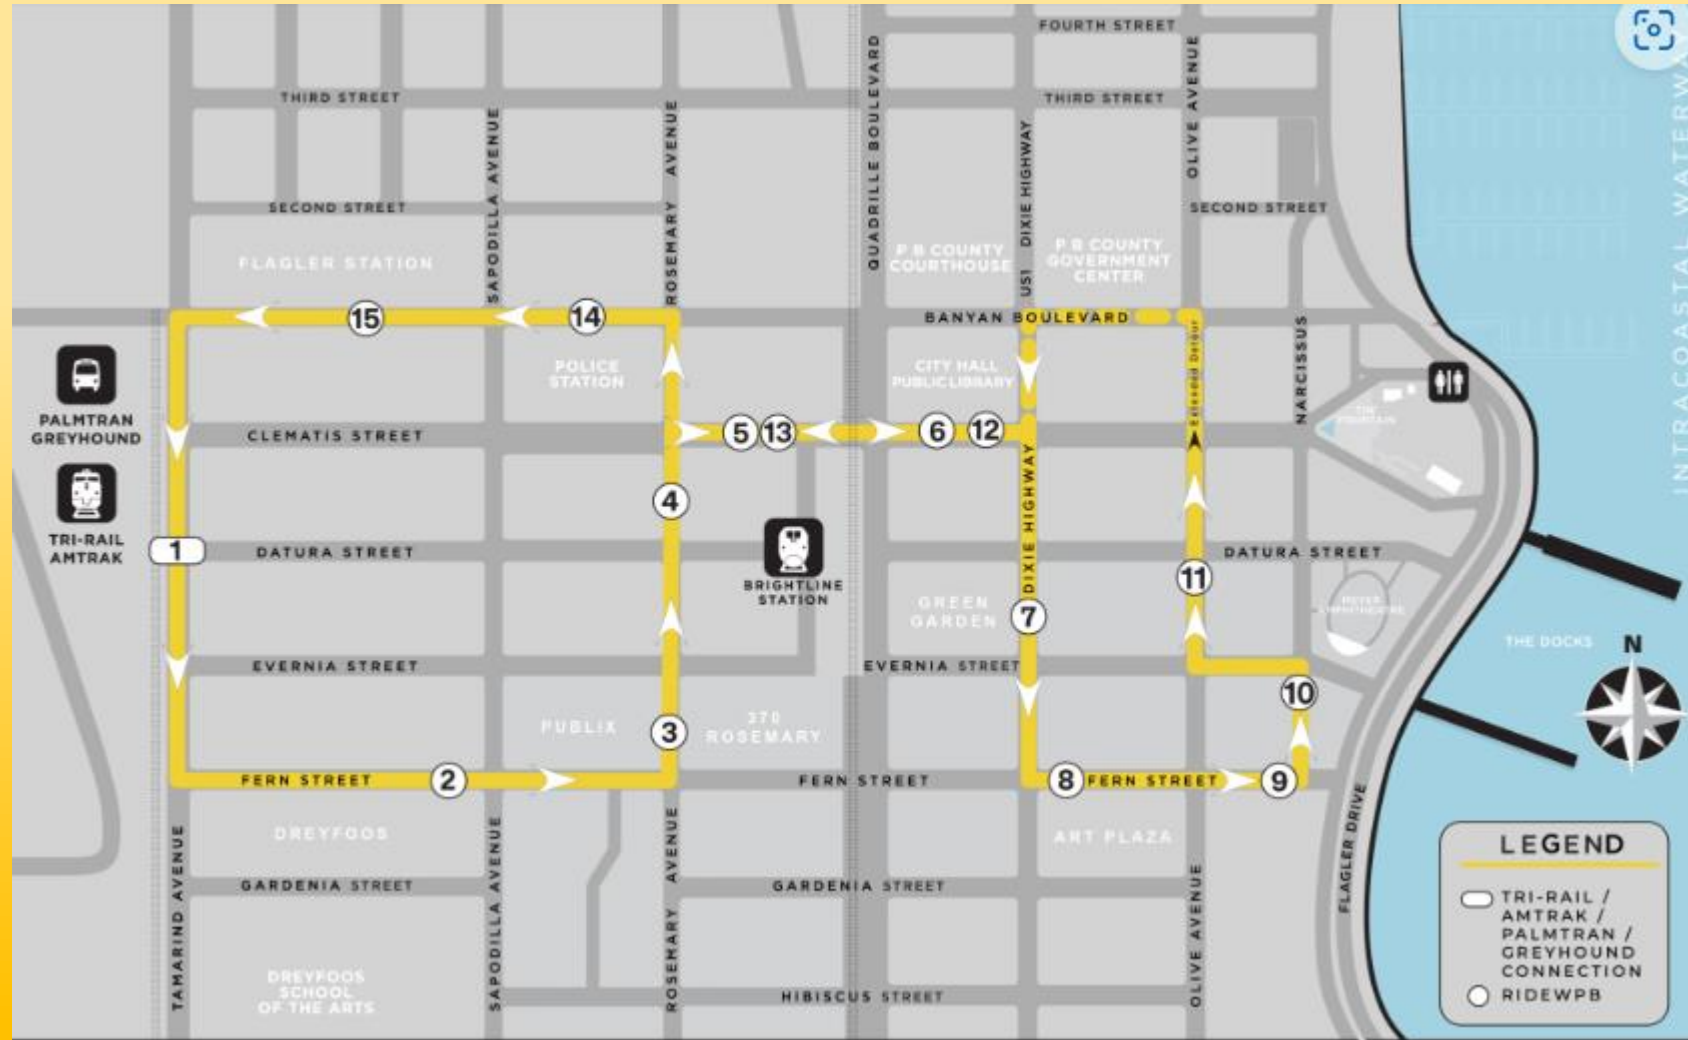 FOURTH STREET
THIRD STREET
THIRD STREET
QUADRILLE BOULEVARD
OLIVE AVENUE
SAPODILLA AVENUE
ROSEMARY AVENUE
US1 DIXIE HIGHWAY
INTRACOASTAL WATERWAY
SECOND STREET
SECOND STREET
FLAGLER STATION
P B COUNTY
COURTHOUSE
P B COUNTY
GOVERNMENT
CENTER
15
14
BANYAN BOULEVARD
Extended Detour
NARCISSUS
POLICE
STATION
CITY HALL
PUBLIC LIBRARY
PALMTRAN
GREYHOUND
CLEMATIS STREET
5
13
6
12
4
DIXIE HIGHWAY
TRI-RAIL
AMTRAK
1
DATURA STREET
DATURA STREET
BRIGHTLINE
STATION
11
GREEN
GARDEN
7
MEYER
AMPHITHEATRE
THE DOCKS
N
EVERNIA STREET
EVERNIA STREET
10
PUBLIX
3
370
ROSEMARY
FERN STREET
2
FERN STREET
8
FERN STREET
9
DREYFOOS
ART PLAZA
FLAGLER DRIVE
TAMARIND AVENUE
SAPODILLA AVENUE
ROSEMARY AVENUE
OLIVE AVENUE
GARDENIA STREET
GARDENIA STREET
DREYFOOS
SCHOOL
OF THE ARTS
HIBISCUS STREET
LEGEND
TRI-RAIL /
AMTRAK /
PALMTRAN /
GREYHOUND
CONNECTION
RIDEWPB